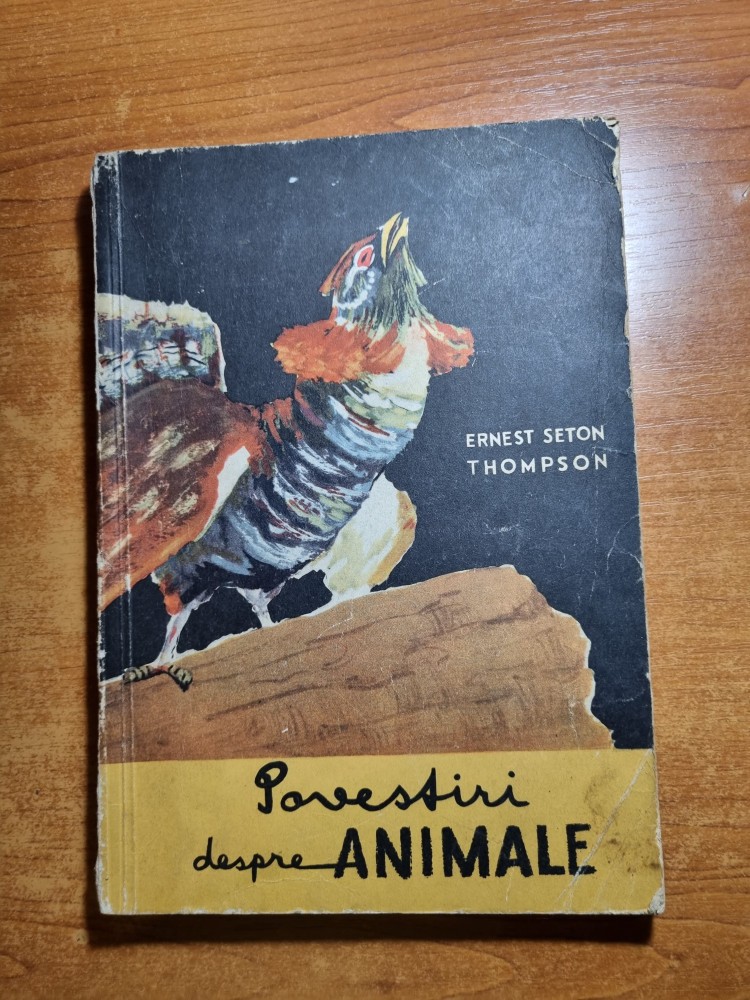 ERNEST SETON
THOMPSON
Povestiri
despre ANIMALE